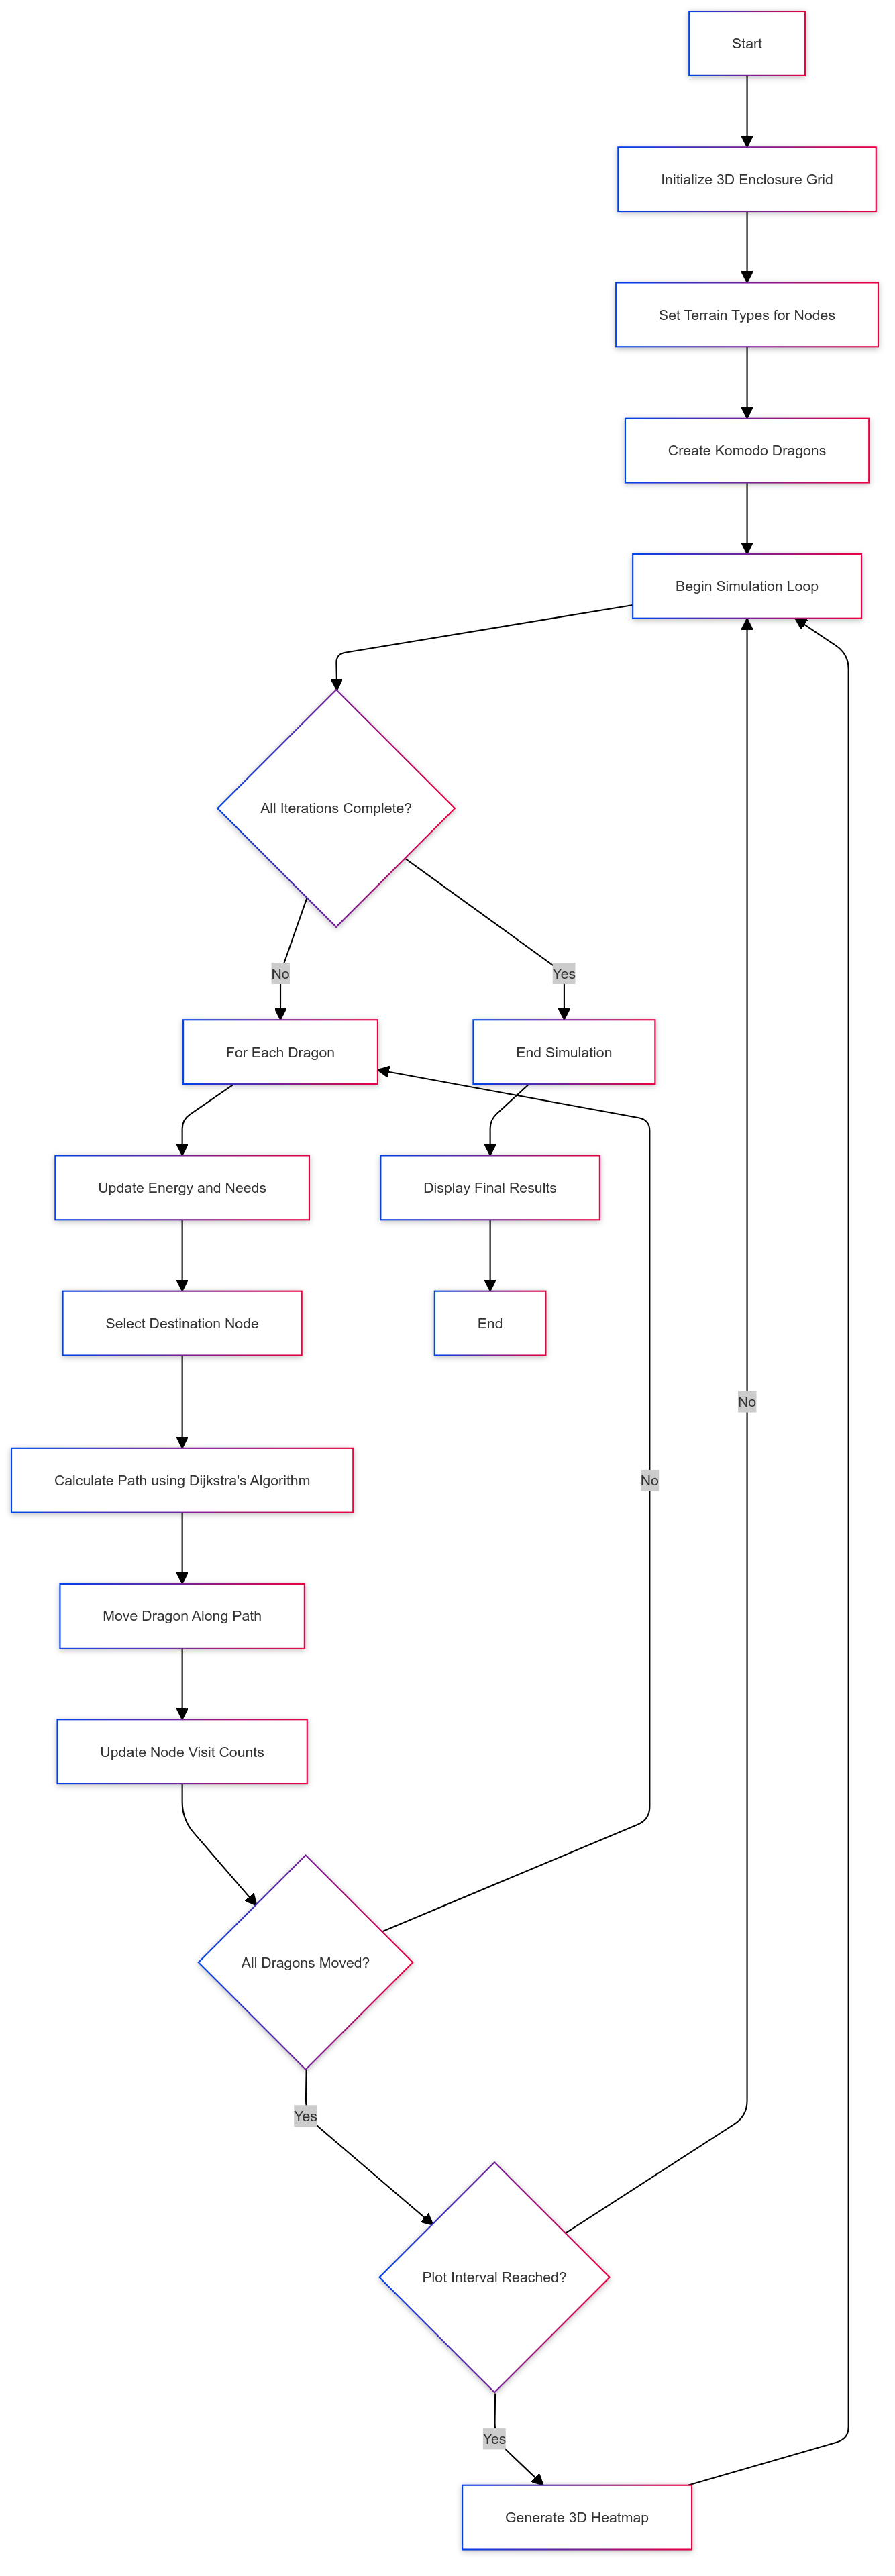 Start
Initialize 3D Enclosure Grid
Set Terrain Types for Nodes
Create Komodo Dragons
Begin Simulation Loop
All Iterations Complete?
No
Yes
For Each Dragon
End Simulation
Update Energy and Needs
Display Final Results
Select Destination Node
End
No
Calculate Path using Dijkstra's Algorithm
No
Move Dragon Along Path
Update Node Visit Counts
All Dragons Moved?
Yes
Plot Interval Reached?
Yes
Generate 3D Heatmap